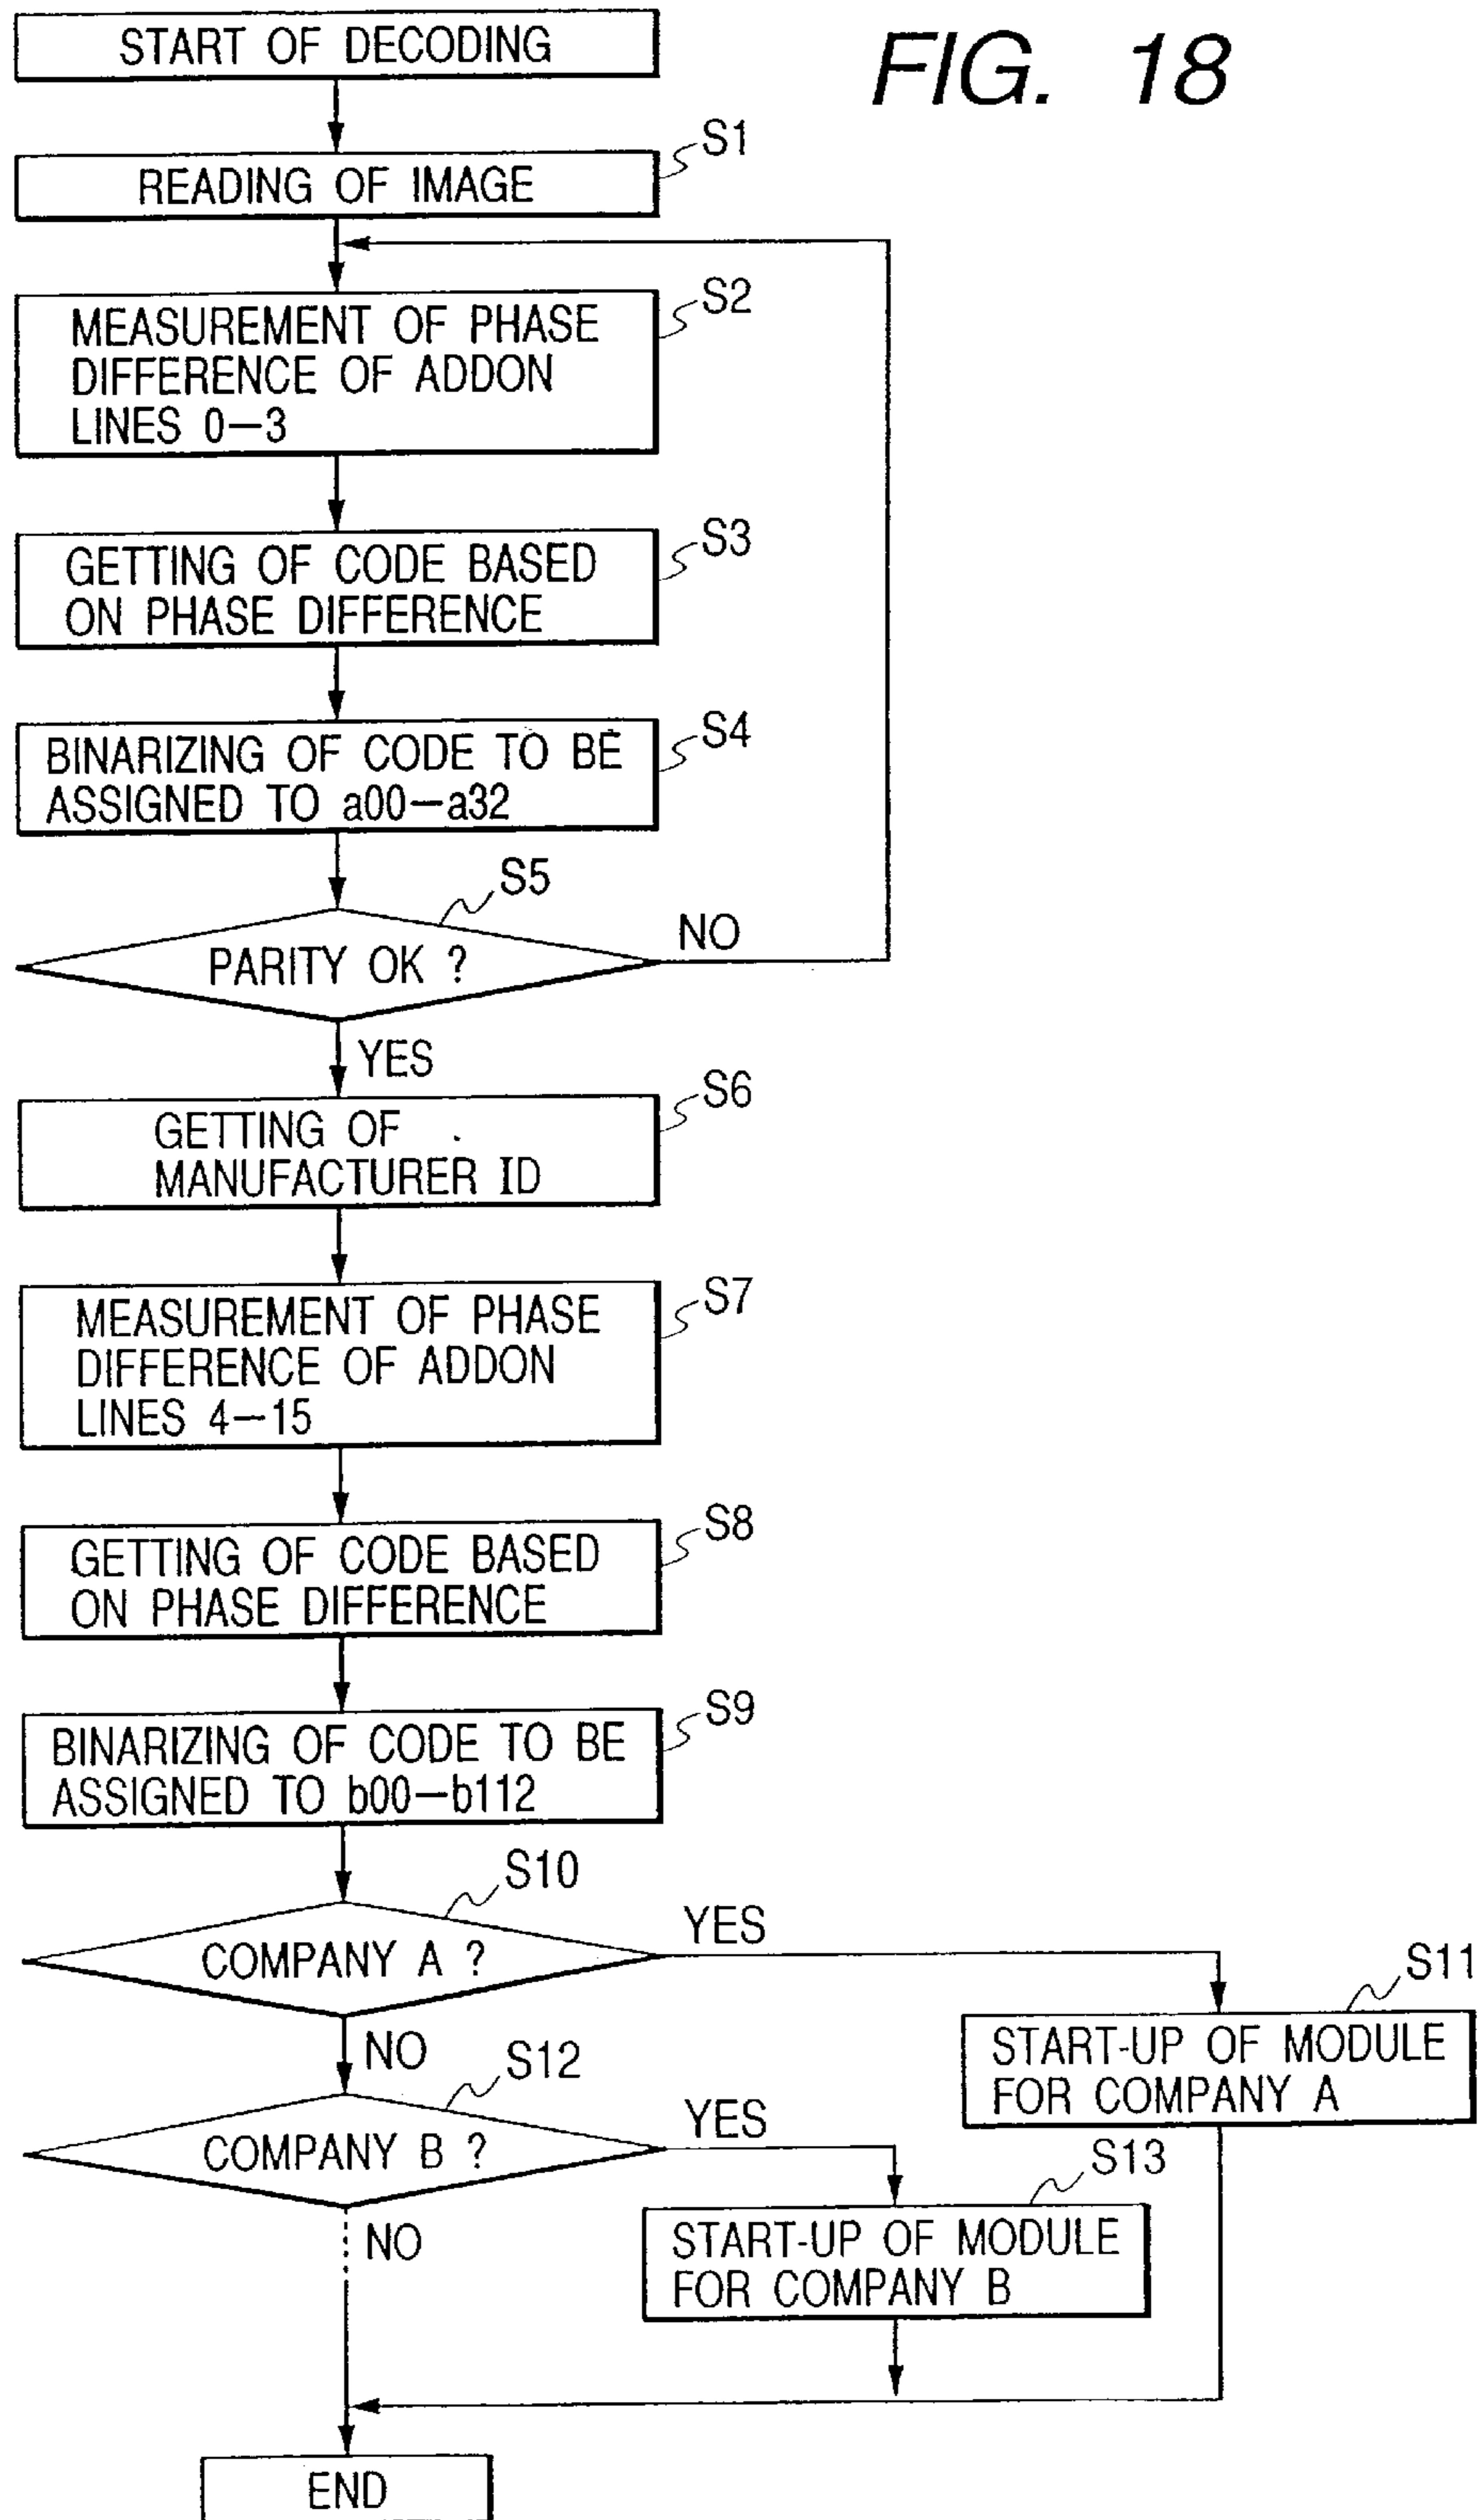 FIG. 18
START OF DECODING
S1
READING OF IMAGE
S2
MEASUREMENT OF PHASE
DIFFERENCE OF ADDON
LINES 0—3
S3
GETTING OF CODE BASED
ON PHASE DIFFERENCE
S4
BINARIZING OF CODE TO BE
ASSIGNED TO a00—a32
S5
PARITY OK ?
NO
YES
S6
GETTING OF
MANUFACTURER ID
S7
MEASUREMENT OF PHASE
DIFFERENCE OF ADDON
LINES 4—15
S8
GETTING OF CODE BASED
ON PHASE DIFFERENCE
S9
BINARIZING OF CODE TO BE
ASSIGNED TO b00—b112
S10
COMPANY A ?
YES
NO
S11
START-UP OF MODULE
FOR COMPANY A
S12
COMPANY B ?
YES
NO
S13
START-UP OF MODULE
FOR COMPANY B
END